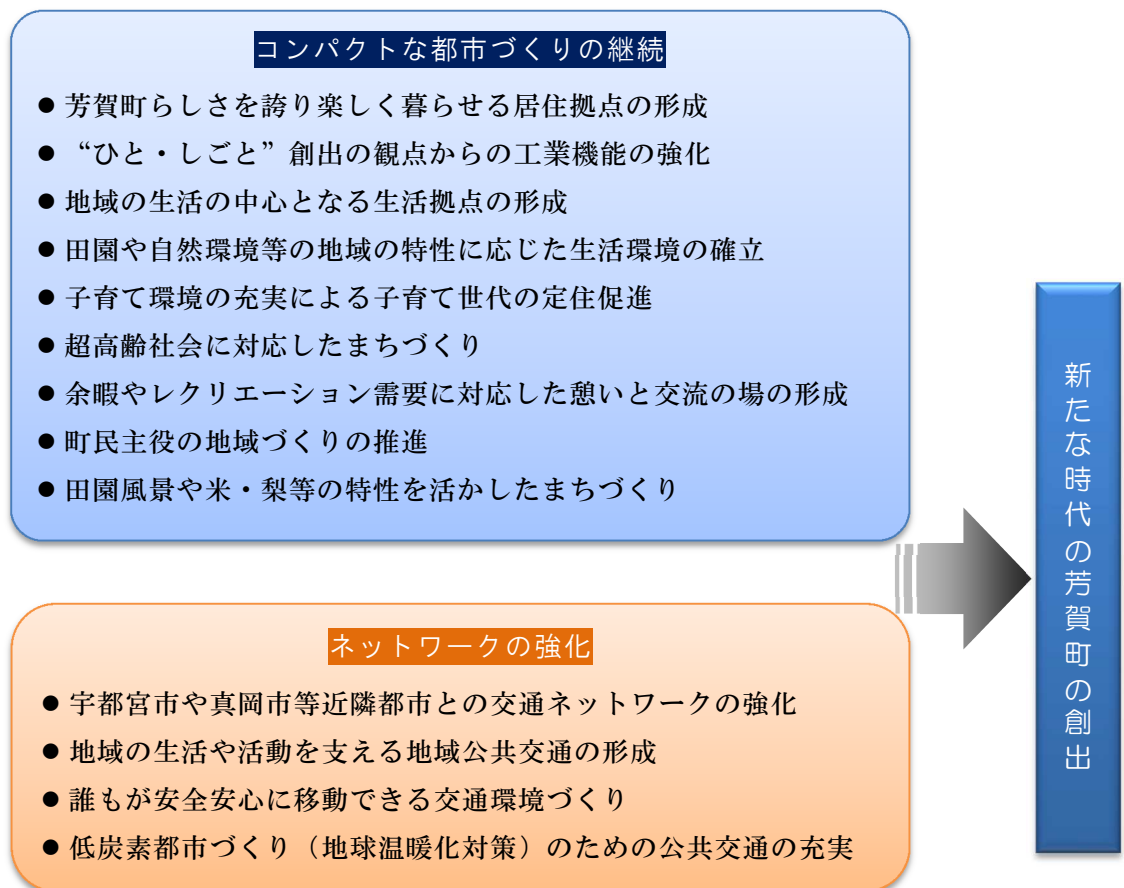 コンパクトな都市づくりの継続
● 芳賀町らしさを誇り楽しく暮らせる居住拠点の形成
● “ひと・しごと”創出の観点からの工業機能の強化
● 地域の生活の中心となる生活拠点の形成
● 田園や自然環境等の地域の特性に応じた生活環境の確立
● 子育て環境の充実による子育て世代の定住促進
● 超高齢社会に対応したまちづくり
● 余暇やレクリエーション需要に対応した憩いと交流の場の形成
● 町民主役の地域づくりの推進
● 田園風景や米・梨等の特性を活かしたまちづくり
ネットワークの強化
● 宇都宮市や真岡市等近隣都市との交通ネットワークの強化
● 地域の生活や活動を支える地域公共交通の形成
● 誰もが安全安心に移動できる交通環境づくり
● 低炭素都市づくり（地球温暖化対策）のための公共交通の充実
新たな時代の芳賀町の創出